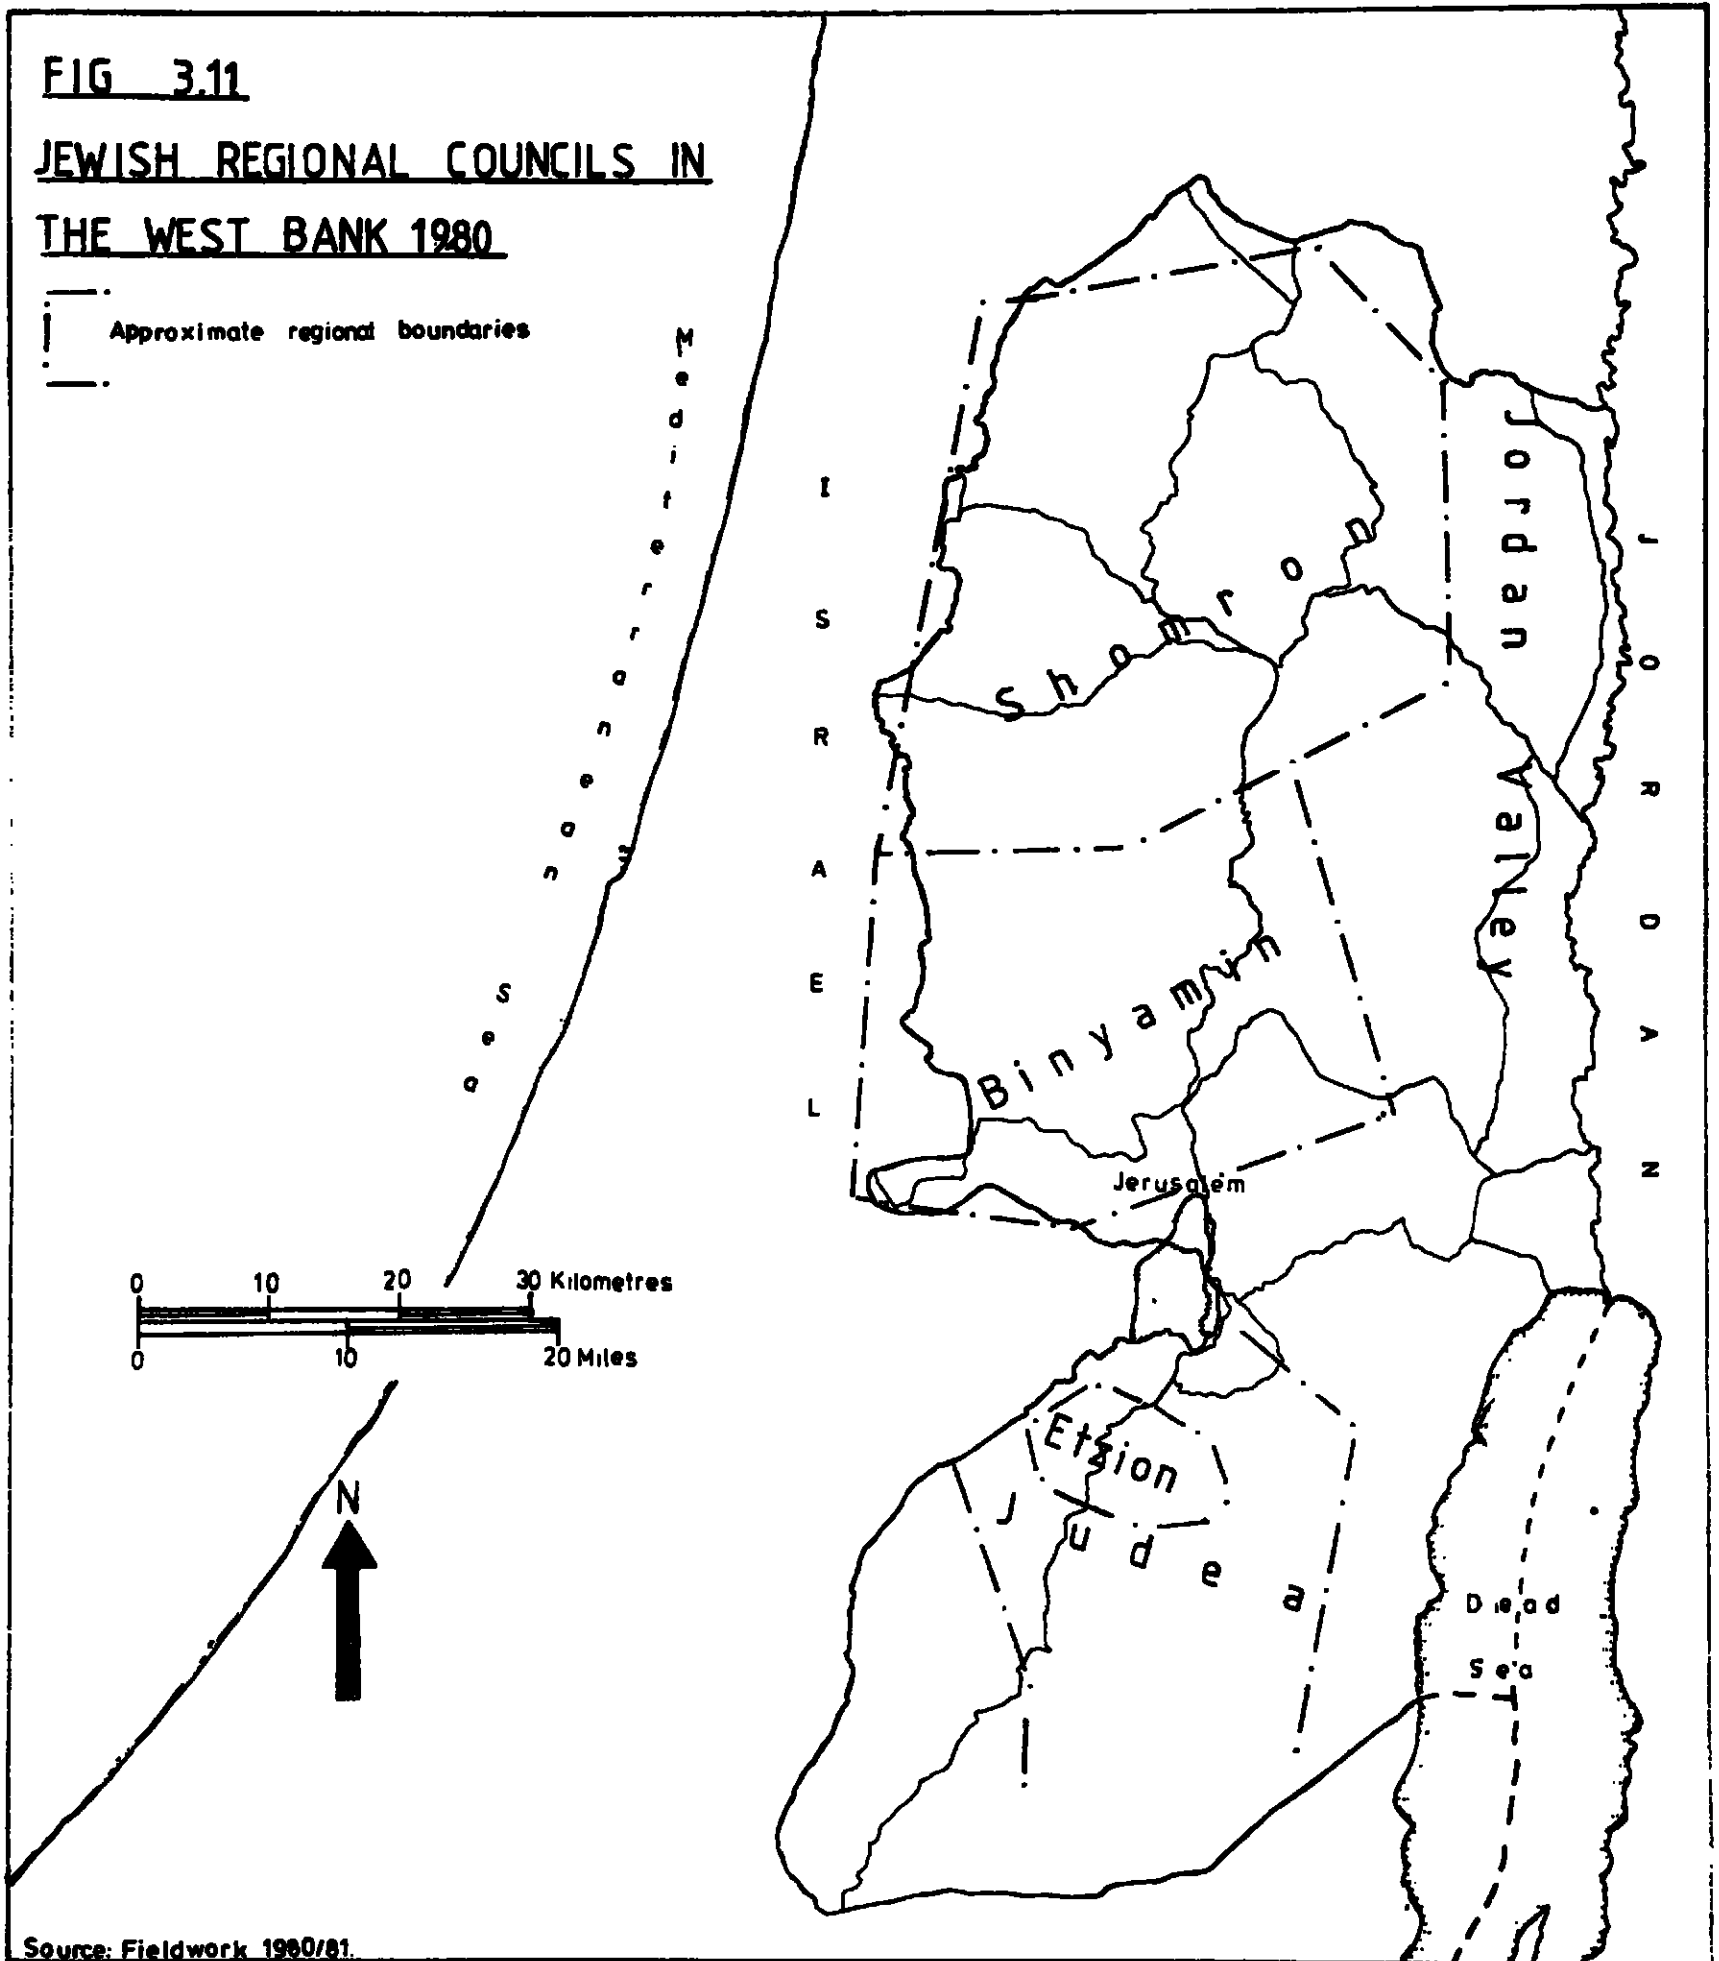 FIG 3.11
JEWISH REGIONAL COUNCILS IN
THE WEST BANK 1980
Approximate regional boundaries
Mediterranean
Sea
ISRAEL
JORDAN
Shomron
Jordan
Valley
Binyamin
Jerusalem
Etzion
Judea
Dead
Sea
0 10 20 30 Kilometres
0 10 20 Miles
N
Source: Fieldwork 1980/81.